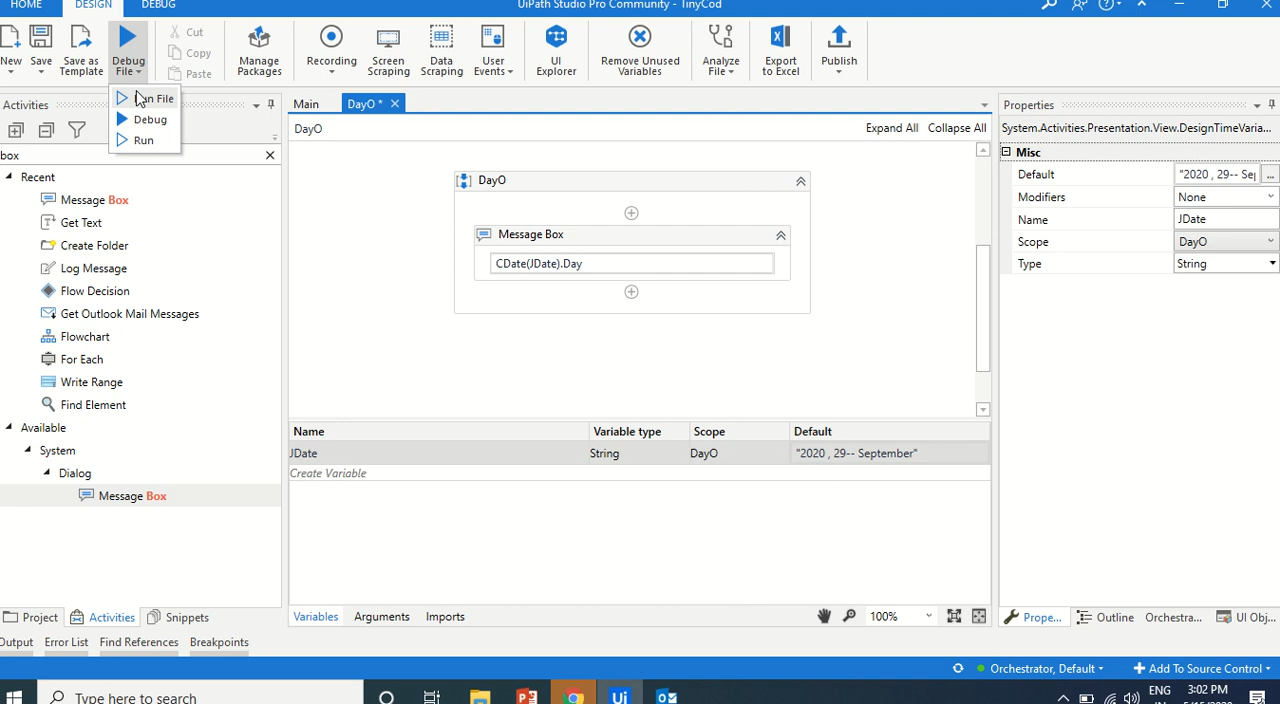 HOME DESIGN DEBUG UiPath Studio Pro Community - TinyCod
New Save Save as Template Debug File Cut Copy Paste Manage Packages Recording Screen Scraping Data Scraping User Events UI Explorer Remove Unused Variables Analyze File Export to Excel Publish
Run File
Debug
Run
Activities
box
Recent
Message Box
Get Text
Create Folder
Log Message
Flow Decision
Get Outlook Mail Messages
Flowchart
For Each
Write Range
Find Element
Available
System
Dialog
Message Box
Project Activities Snippets
Main DayO *
DayO Expand All Collapse All
DayO
Message Box
CDate(JDate).Day
Name Variable type Scope Default
JDate String DayO "2020 , 29-- September"
Create Variable
Variables Arguments Imports 100%
Properties
System.Activities.Presentation.View.DesignTimeVaria...
Misc
Default "2020 , 29-- Sep ...
Modifiers None
Name JDate
Scope DayO
Type String
Prope... Outline Orchestra... UI Obj...
Output Error List Find References Breakpoints
Orchestrator, Default Add To Source Control
Type here to search Ui ENG 3:02 PM